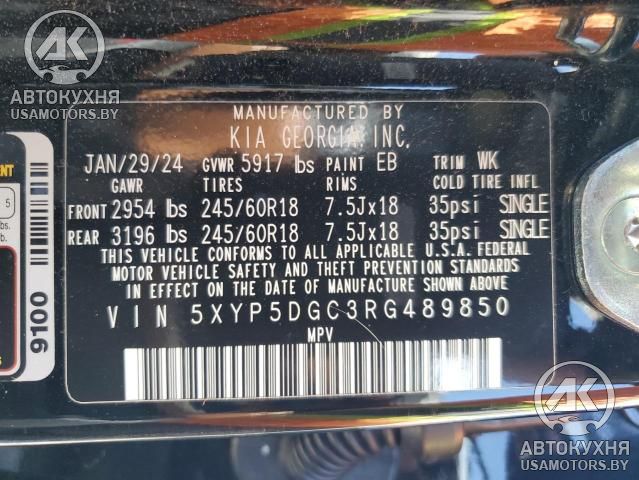 AK
АВТОКУХНЯ
USAMOTORS.BY
MANUFACTURED BY
KIA GEORGIA, INC.
JAN/29/24 GVWR 5917 lbs PAINT EB TRIM WK
GAWR TIRES RIMS COLD TIRE INFL
FRONT 2954 lbs 245/60R18 7.5Jx18 35psi SINGLE
REAR 3196 lbs 245/60R18 7.5Jx18 35psi SINGLE
THIS VEHICLE CONFORMS TO ALL APPLICABLE U.S.A. FEDERAL
MOTOR VEHICLE SAFETY AND THEFT PREVENTION STANDARDS
IN EFFECT ON THE DATE OF MANUFACTURE SHOWN ABOVE.
VIN 5XYP5DGC3RG489850
MPV
5
9100
AK
АВТОКУХНЯ
USAMOTORS.BY